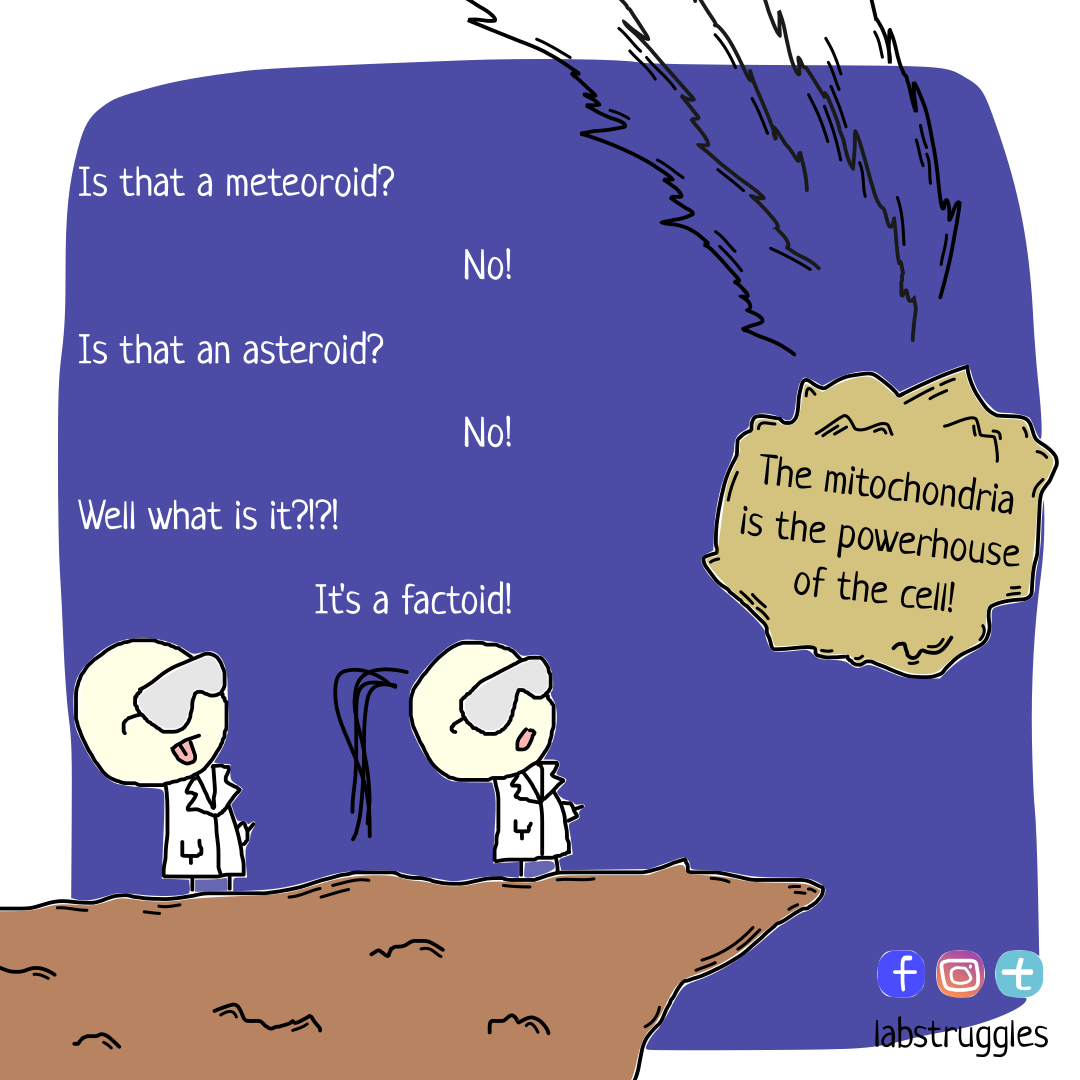 Is that a meteoroid?
No!
Is that an asteroid?
No!
Well what is it?!?!
It's a factoid!
The mitochondria
is the powerhouse
of the cell!
labstruggles